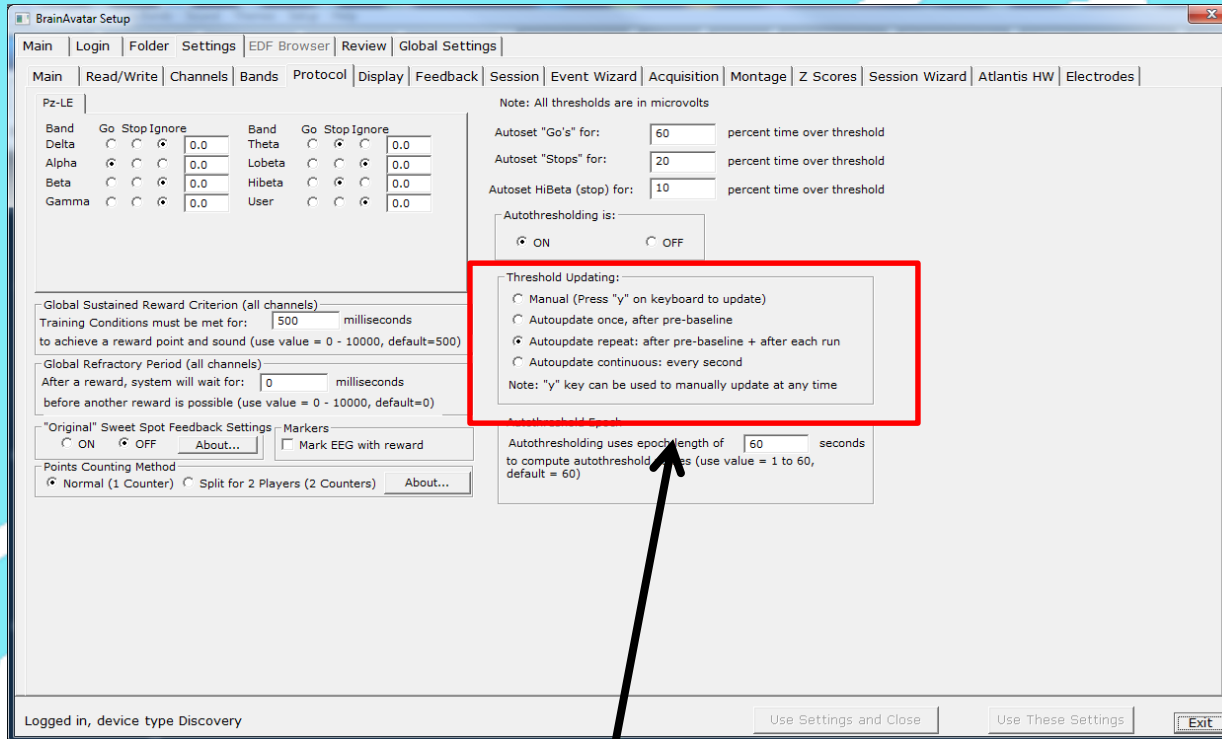 BrainAvatar Setup
Main Login Folder Settings EDF Browser Review Global Settings
Main Read/Write Channels Bands Protocol Display Feedback Session Event Wizard Acquisition Montage Z Scores Session Wizard Atlantis HW Electrodes
Pz-LE
Band Go Stop Ignore Band Go Stop Ignore
Delta 0.0 Theta 0.0
Alpha 0.0 Lobeta 0.0
Beta 0.0 Hibeta 0.0
Gamma 0.0 User 0.0
Global Sustained Reward Criterion (all channels)
Training Conditions must be met for: 500 milliseconds
to achieve a reward point and sound (use value = 0 - 10000, default=500)
Global Refractory Period (all channels)
After a reward, system will wait for: 0 milliseconds
before another reward is possible (use value = 0 - 10000, default=0)
"Original" Sweet Spot Feedback Settings Markers
ON OFF About... Mark EEG with reward
Points Counting Method
Normal (1 Counter) Split for 2 Players (2 Counters) About...
Note: All thresholds are in microvolts
Autoset "Go's" for: 60 percent time over threshold
Autoset "Stops" for: 20 percent time over threshold
Autoset HiBeta (stop) for: 10 percent time over threshold
Autothresholding is:
ON OFF
Threshold Updating:
Manual (Press "y" on keyboard to update)
Autoupdate once, after pre-baseline
Autoupdate repeat: after pre-baseline + after each run
Autoupdate continuous: every second
Note: "y" key can be used to manually update at any time
Autothreshold Epoch
Autothresholding uses epoch length of 60 seconds
to compute autothreshold (use value = 1 to 60,
default = 60)
Logged in, device type Discovery
Use Settings and Close Use These Settings Exit